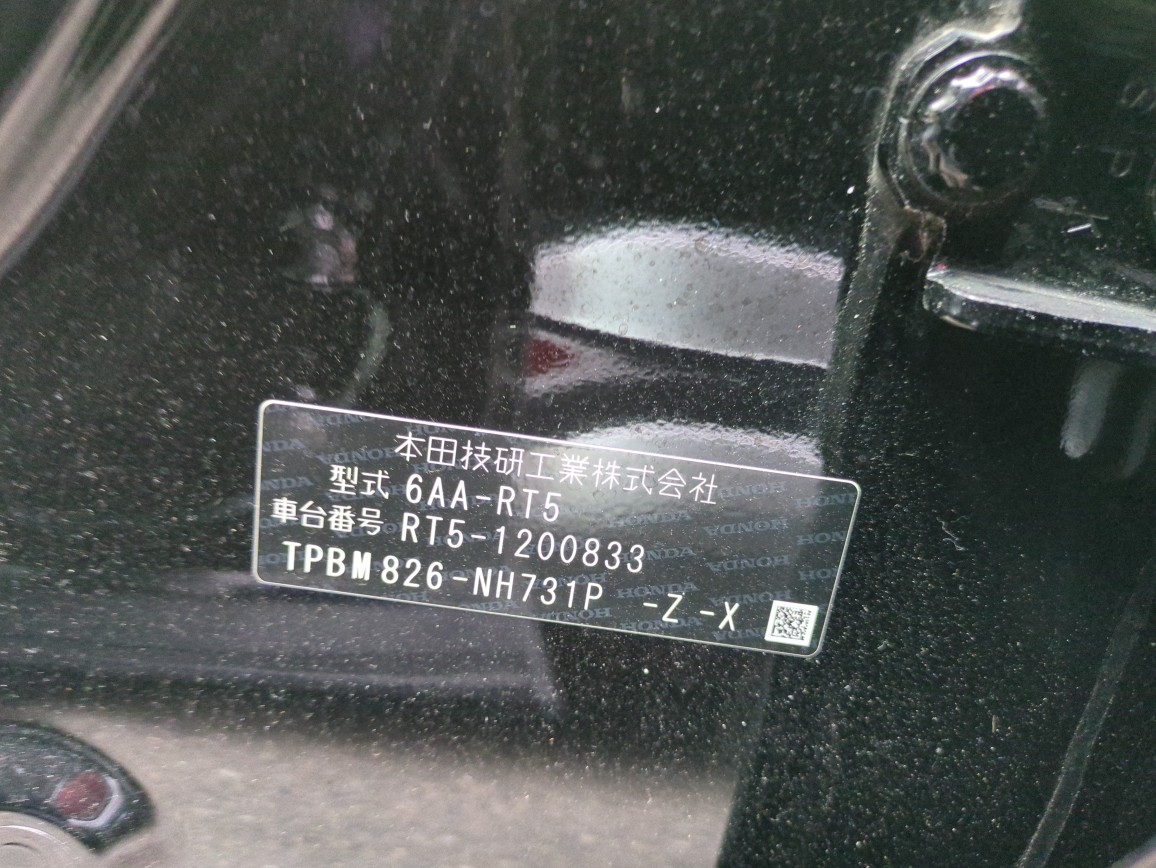 本田技研工業株式会社
型式 6AA-RT5
車台番号 RT5-1200833
TPBM826-NH731P -Z -X